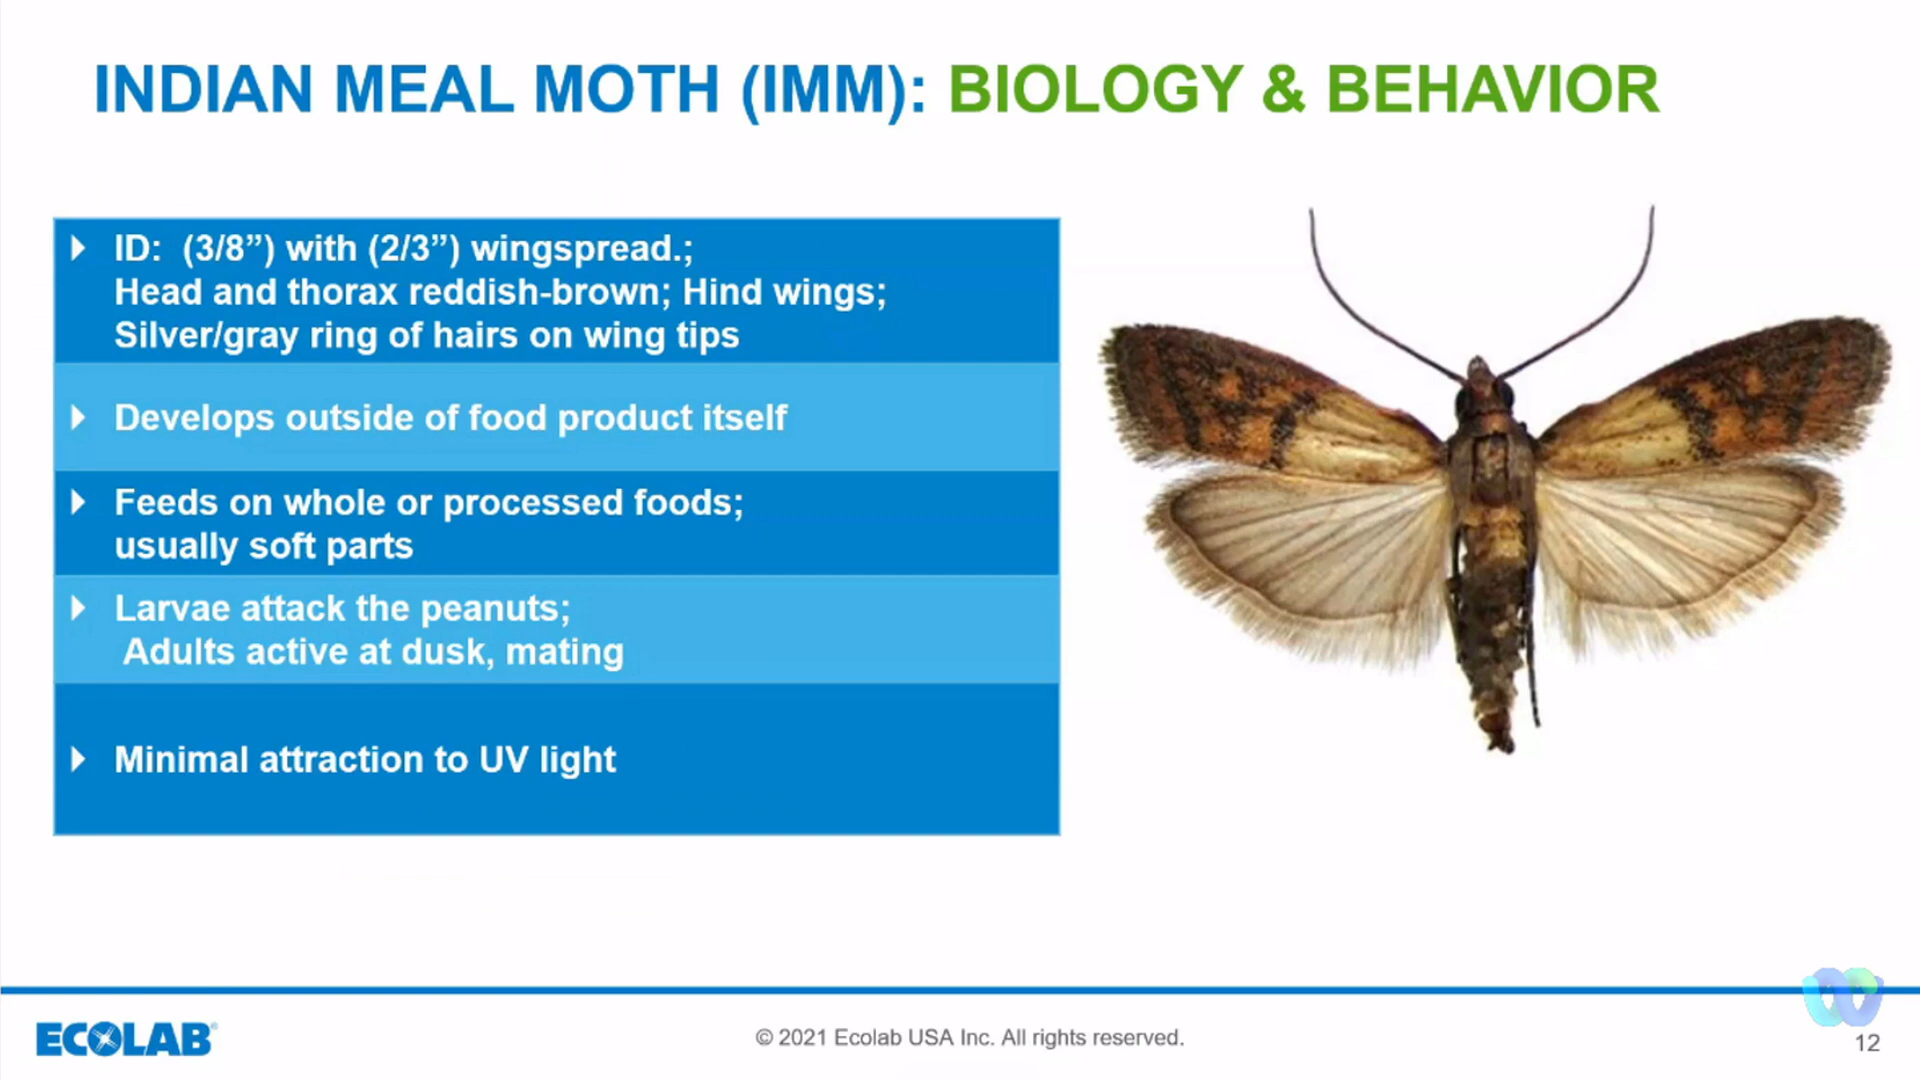 INDIAN MEAL MOTH (IMM): BIOLOGY & BEHAVIOR
ID:  (3/8”) with (2/3”) wingspread.;
Head and thorax reddish-brown; Hind wings;
Silver/gray ring of hairs on wing tips
Develops outside of food product itself
Feeds on whole or processed foods;
usually soft parts
Larvae attack the peanuts;
Adults active at dusk, mating
Minimal attraction to UV light
ECOLAB®
© 2021 Ecolab USA Inc. All rights reserved.
12